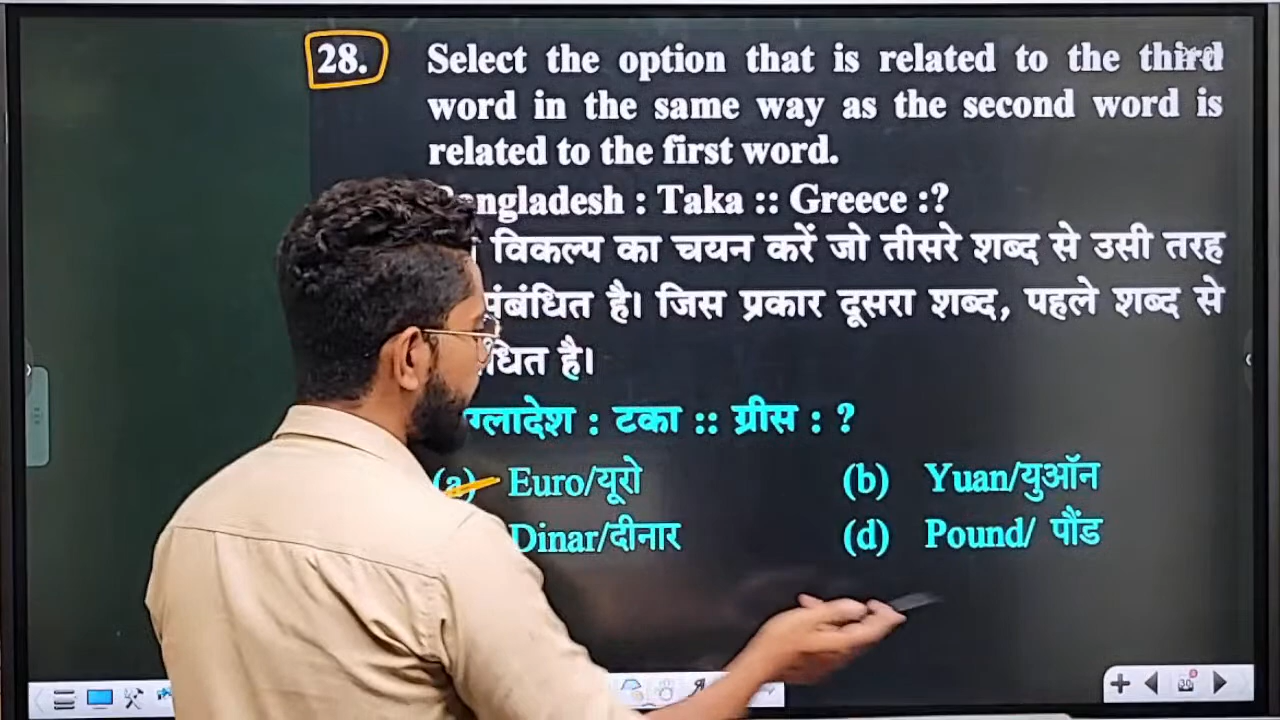 28. Select the option that is related to the third
word in the same way as the second word is
related to the first word.
: Taka :: Greece :?
विकल्प का चयन करें जो तीसरे शब्द से उसी तरह
है। जिस प्रकार दूसरा शब्द, पहले शब्द से
है।
: टका :: ग्रीस : ?
(a) Euro/यूरो (b) Yuan/युऑन
Dinar/दीनार (d) Pound/ पौंड